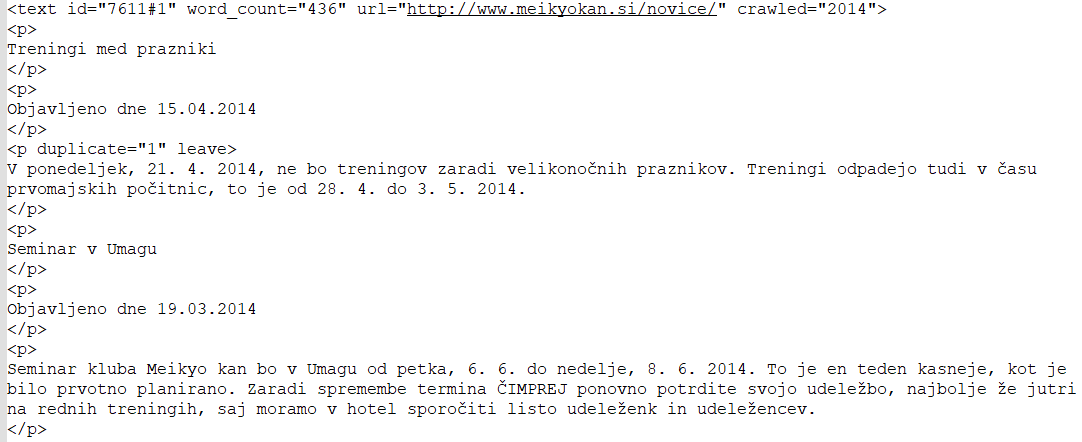 <text id="7611#1" word_count="436" url="http://www.meikyokan.si/novice/" crawled="2014">
<p>
Treningi med prazniki
</p>
<p>
Objavljeno dne 15.04.2014
</p>
<p duplicate="1" leave>
V ponedeljek, 21. 4. 2014, ne bo treningov zaradi velikonočnih praznikov. Treningi odpadejo tudi v času
prvomajskih počitnic, to je od 28. 4. do 3. 5. 2014.
</p>
<p>
Seminar v Umagu
</p>
<p>
Objavljeno dne 19.03.2014
</p>
<p>
Seminar kluba Meikyo kan bo v Umagu od petka, 6. 6. do nedelje, 8. 6. 2014. To je en teden kasneje, kot je
bilo prvotno planirano. Zaradi spremembe termina ČIMPREJ ponovno potrdite svojo udeležbo, najbolje že jutri
na rednih treningih, saj moramo v hotel sporočiti listo udeleženk in udeležencev.
</p>